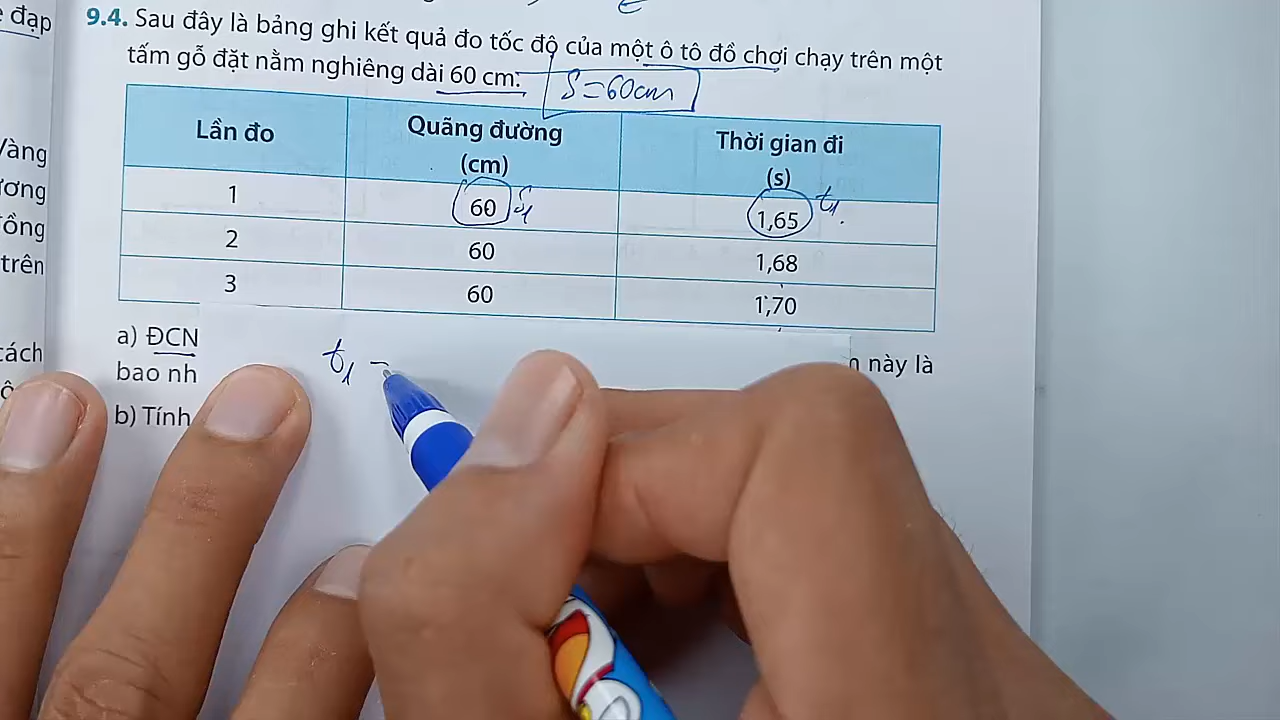 đạp
9.4. Sau đây là bảng ghi kết quả đo tốc độ của một ô tô đồ chơi chạy trên một
tấm gỗ đặt nằm nghiêng dài 60 cm.
S=60cm
Lần đo Quãng đường (cm) Thời gian đi (s)
1 60 S1 1,65 t1.
2 60 1,68
3 60 1,70
Vàng
ương
trên
cách
a) ĐCN
này là
bao nh
b) Tính
t1 =